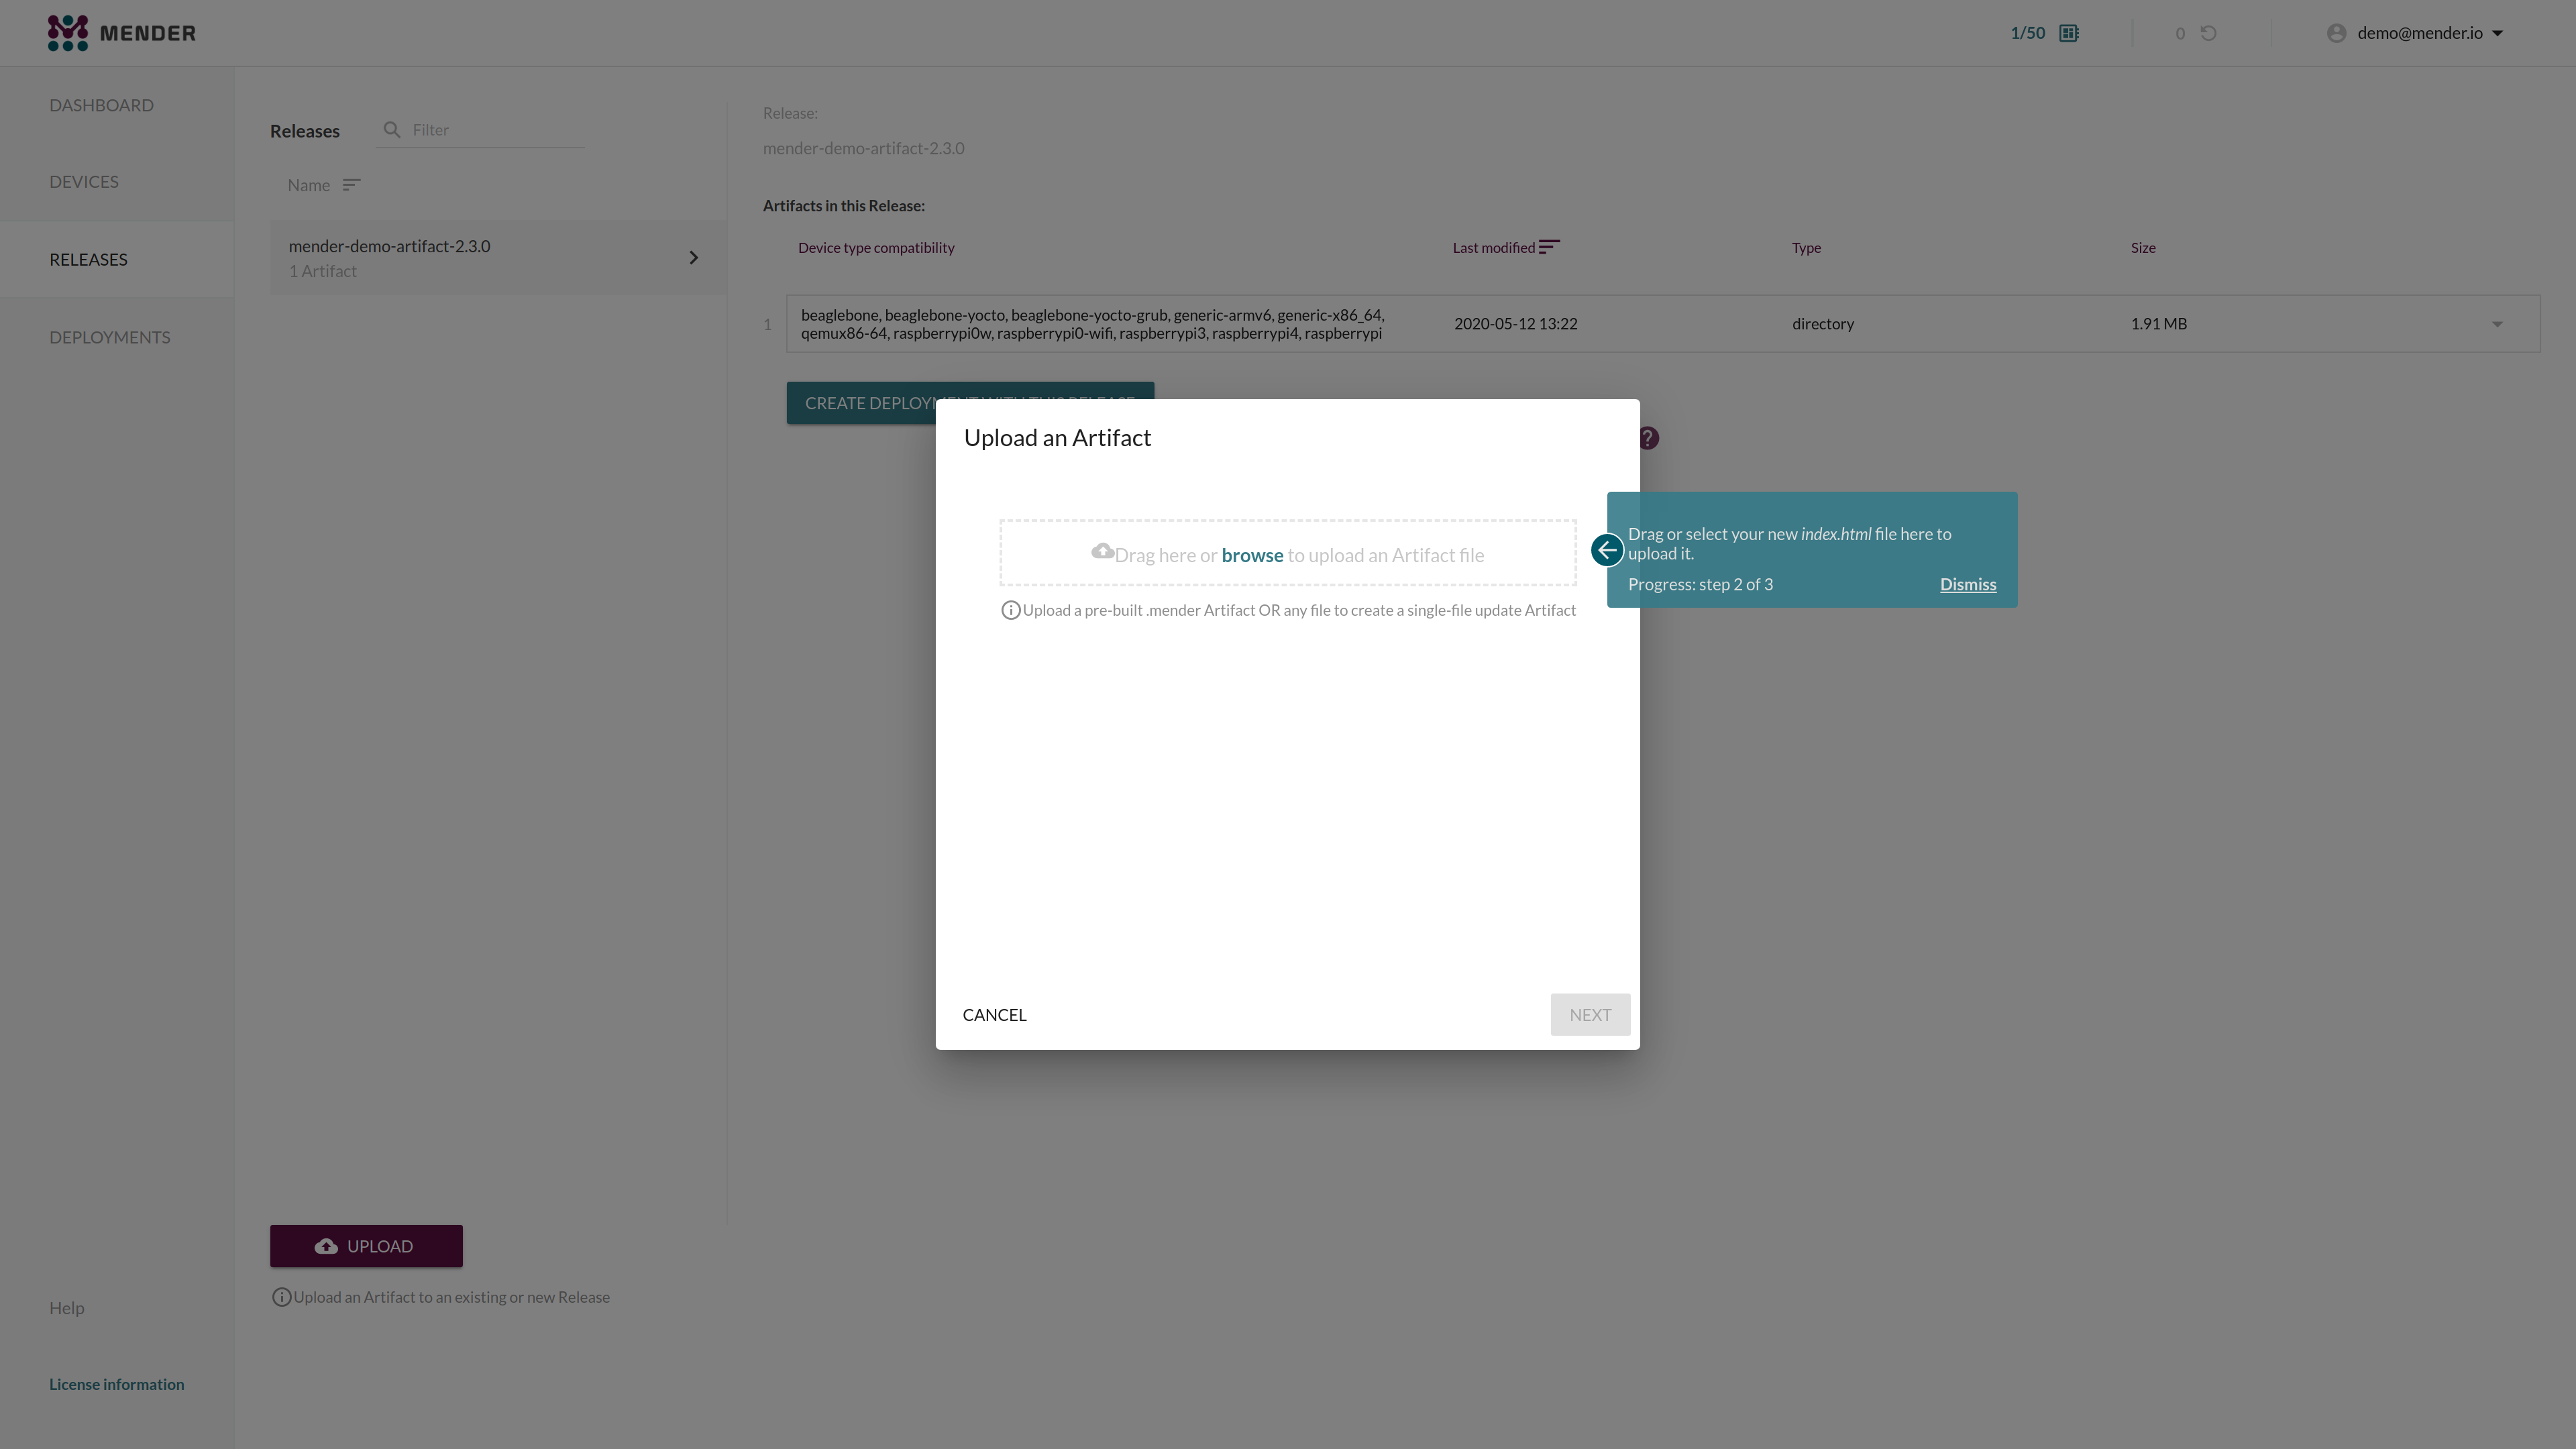 MENDER
1/50
0
demo@mender.io
DASHBOARD
DEVICES
RELEASES
DEPLOYMENTS
Help
License information
Releases
Filter
Name
mender-demo-artifact-2.3.0
1 Artifact
UPLOAD
Upload an Artifact to an existing or new Release
Release:
mender-demo-artifact-2.3.0
Artifacts in this Release:
Device type compatibility
Last modified
Type
Size
1
beaglebone, beaglebone-yocto, beaglebone-yocto-grub, generic-armv6, generic-x86_64,
qemux86-64, raspberrypi0w, raspberrypi0-wifi, raspberrypi3, raspberrypi4, raspberrypi
2020-05-12 13:22
directory
1.91 MB
CREATE DEPLOYMENT WITH THIS RELEASE
?
Upload an Artifact
Drag here or browse to upload an Artifact file
Upload a pre-built .mender Artifact OR any file to create a single-file update Artifact
CANCEL
NEXT
Drag or select your new index.html file here to
upload it.
Progress: step 2 of 3
Dismiss